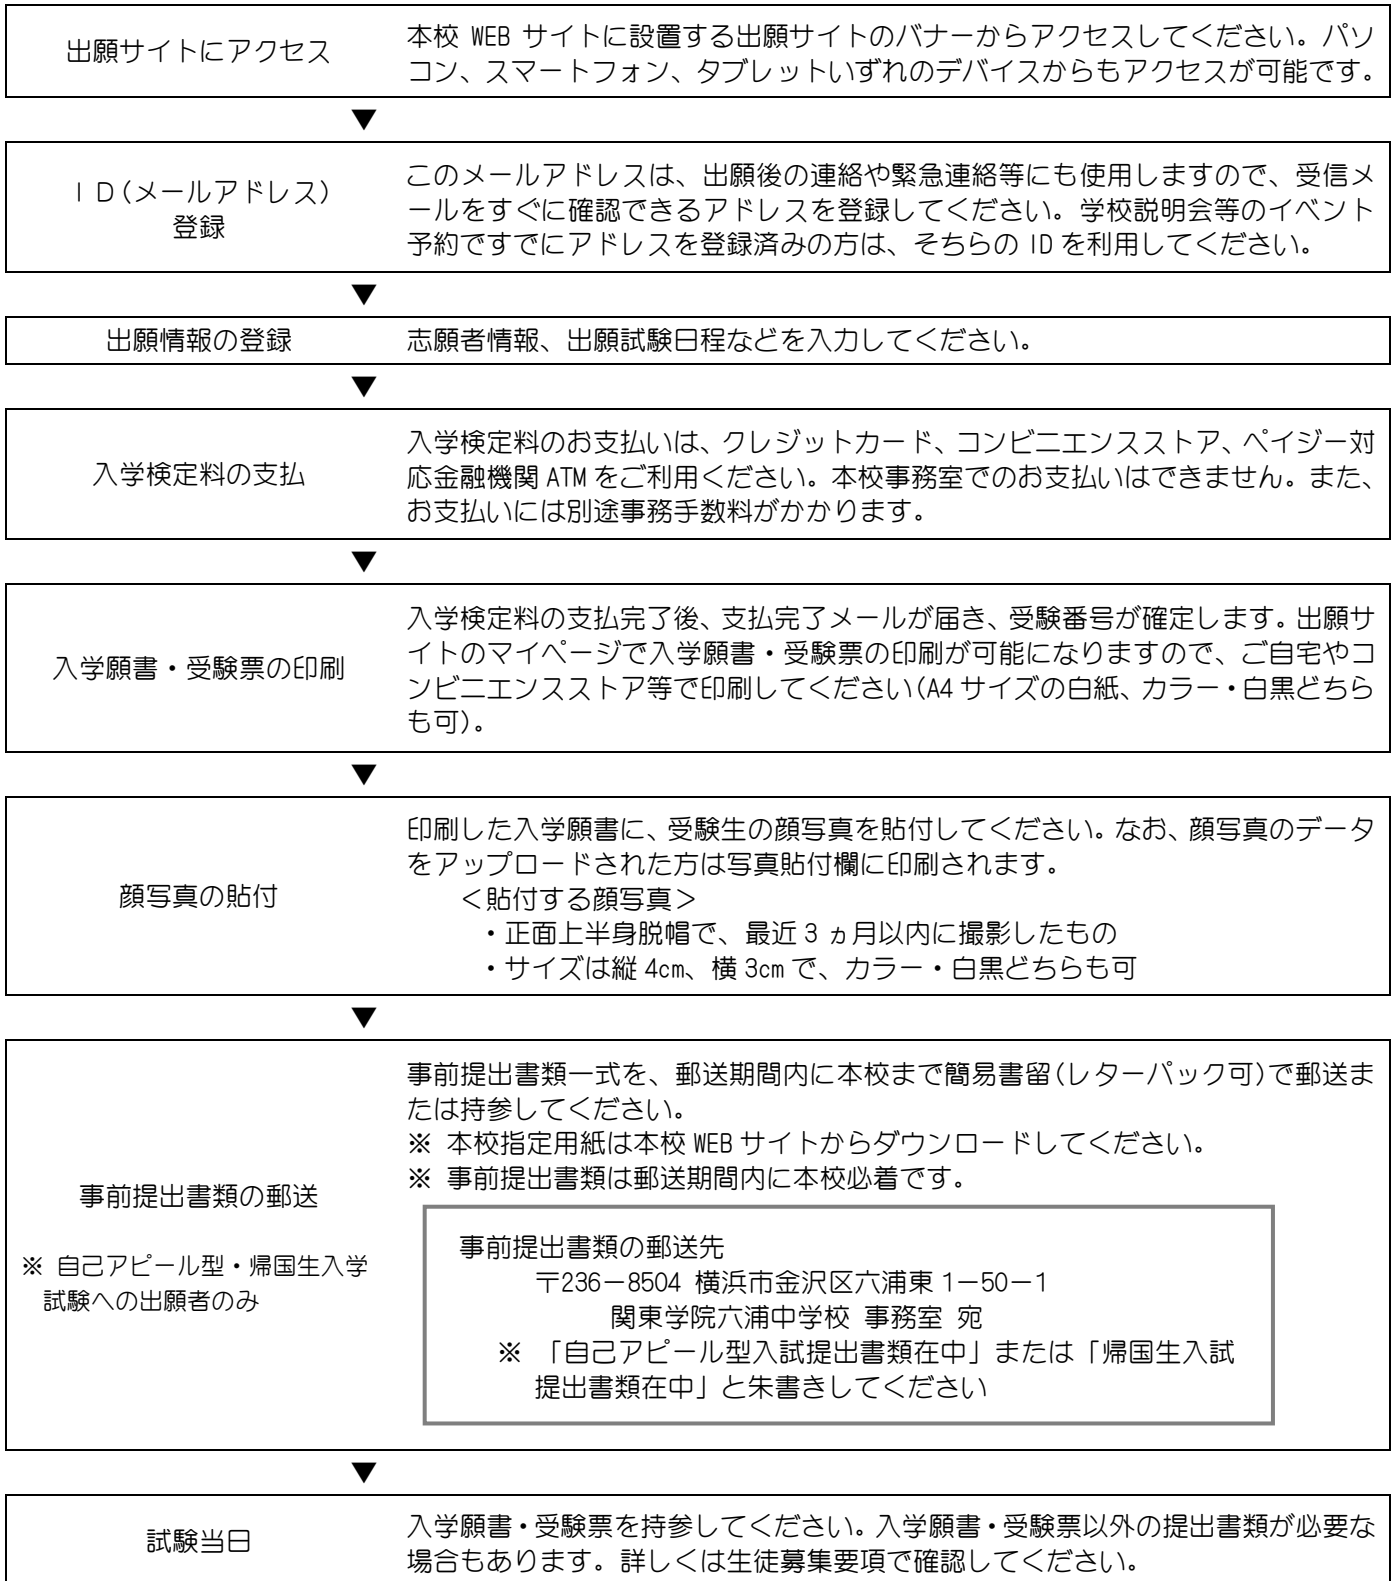 出願サイトにアクセス
本校 WEB サイトに設置する出願サイトのバナーからアクセスしてください。パソ
コン、スマートフォン、タブレットいずれのデバイスからもアクセスが可能です。
▼
ＩＤ(メールアドレス)
登録
このメールアドレスは、出願後の連絡や緊急連絡等にも使用しますので、受信メ
ールをすぐに確認できるアドレスを登録してください。学校説明会等のイベント
予約ですでにアドレスを登録済みの方は、そちらの ID を利用してください。
▼
出願情報の登録
志願者情報、出願試験日程などを入力してください。
▼
入学検定料の支払
入学検定料のお支払いは、クレジットカード、コンビニエンスストア、ペイジー対
応金融機関 ATM をご利用ください。本校事務室でのお支払いはできません。また、
お支払いには別途事務手数料がかかります。
▼
入学願書・受験票の印刷
入学検定料の支払完了後、支払完了メールが届き、受験番号が確定します。出願サ
イトのマイページで入学願書・受験票の印刷が可能になりますので、ご自宅やコ
ンビニエンスストア等で印刷してください(A4 サイズの白紙、カラー・白黒どちら
も可)。
▼
顔写真の貼付
印刷した入学願書に、受験生の顔写真を貼付してください。なお、顔写真のデータ
をアップロードされた方は写真貼付欄に印刷されます。
＜貼付する顔写真＞
・正面上半身脱帽で、最近 3 ヵ月以内に撮影したもの
・サイズは縦 4cm、横 3cm で、カラー・白黒どちらも可
▼
事前提出書類の郵送
※ 自己アピール型・帰国生入学
試験への出願者のみ
事前提出書類一式を、郵送期間内に本校まで簡易書留(レターパック可)で郵送ま
たは持参してください。
※ 本校指定用紙は本校 WEB サイトからダウンロードしてください。
※ 事前提出書類は郵送期間内に本校必着です。
事前提出書類の郵送先
〒236－8504 横浜市金沢区六浦東 1－50－1
関東学院六浦中学校 事務室 宛
※ 「自己アピール型入試提出書類在中」または「帰国生入試
提出書類在中」と朱書きしてください
▼
試験当日
入学願書・受験票を持参してください。入学願書・受験票以外の提出書類が必要な
場合もあります。詳しくは生徒募集要項で確認してください。